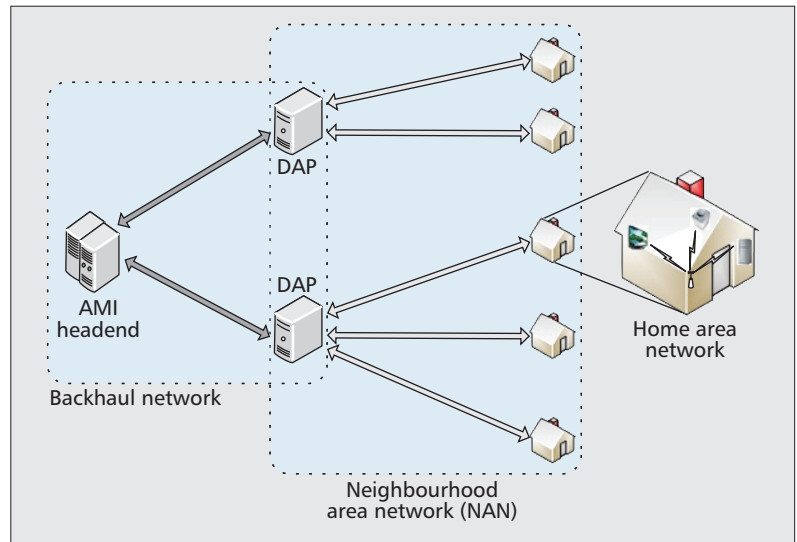 DAP
AMI
headend
DAP
Home area
network
Backhaul network
Neighbourhood
area network (NAN)